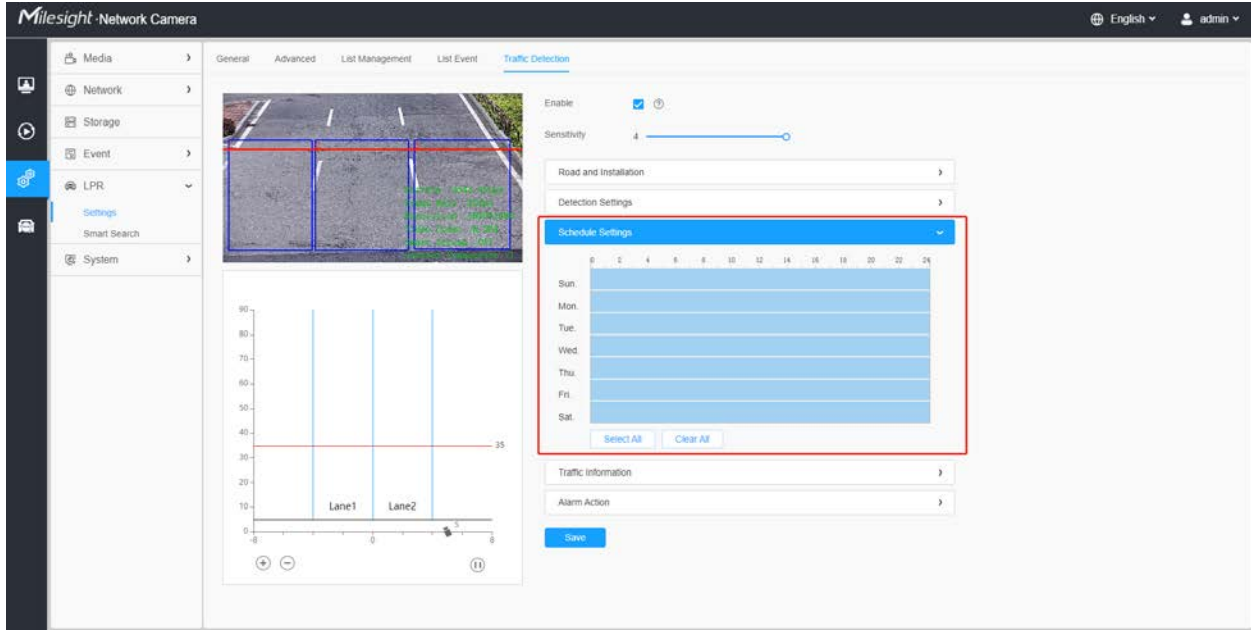 Milesight-Network Camera
English
admin
Media
Network
Storage
Event
LPR
Settings
Smart Search
System
General Advanced List Management List Event Traffic Detection
Enable
Sensitivity 4
Road and Installation
Detection Settings
Schedule Settings
0 2 4 6 8 10 12 14 16 18 20 22 24
Sun.
Mon.
Tue.
Wed.
Thu.
Fri.
Sat.
Select All Clear All
Traffic Information
Alarm Action
Save
90
80
70
60
50
40
35
30
20
10
Lane1 Lane2
5
0
-8 0 8